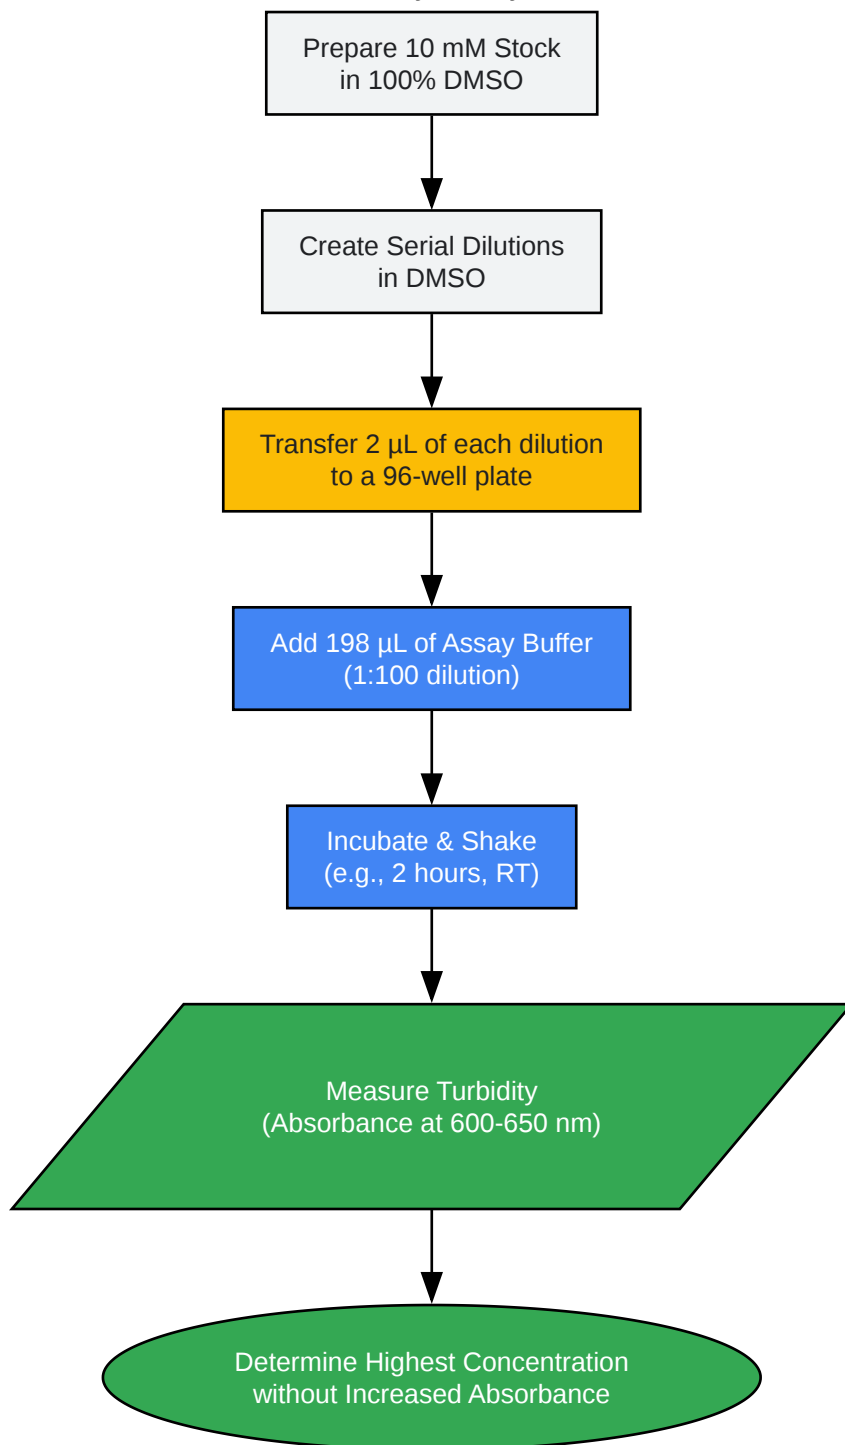 Prepare 10 mM Stock
in 100% DMSO
Create Serial Dilutions
in DMSO
Transfer 2 µL of each dilution
to a 96-well plate
Add 198 µL of Assay Buffer
(1:100 dilution)
Incubate & Shake
(e.g., 2 hours, RT)
Measure Turbidity
(Absorbance at 600-650 nm)
Determine Highest Concentration
without Increased Absorbance